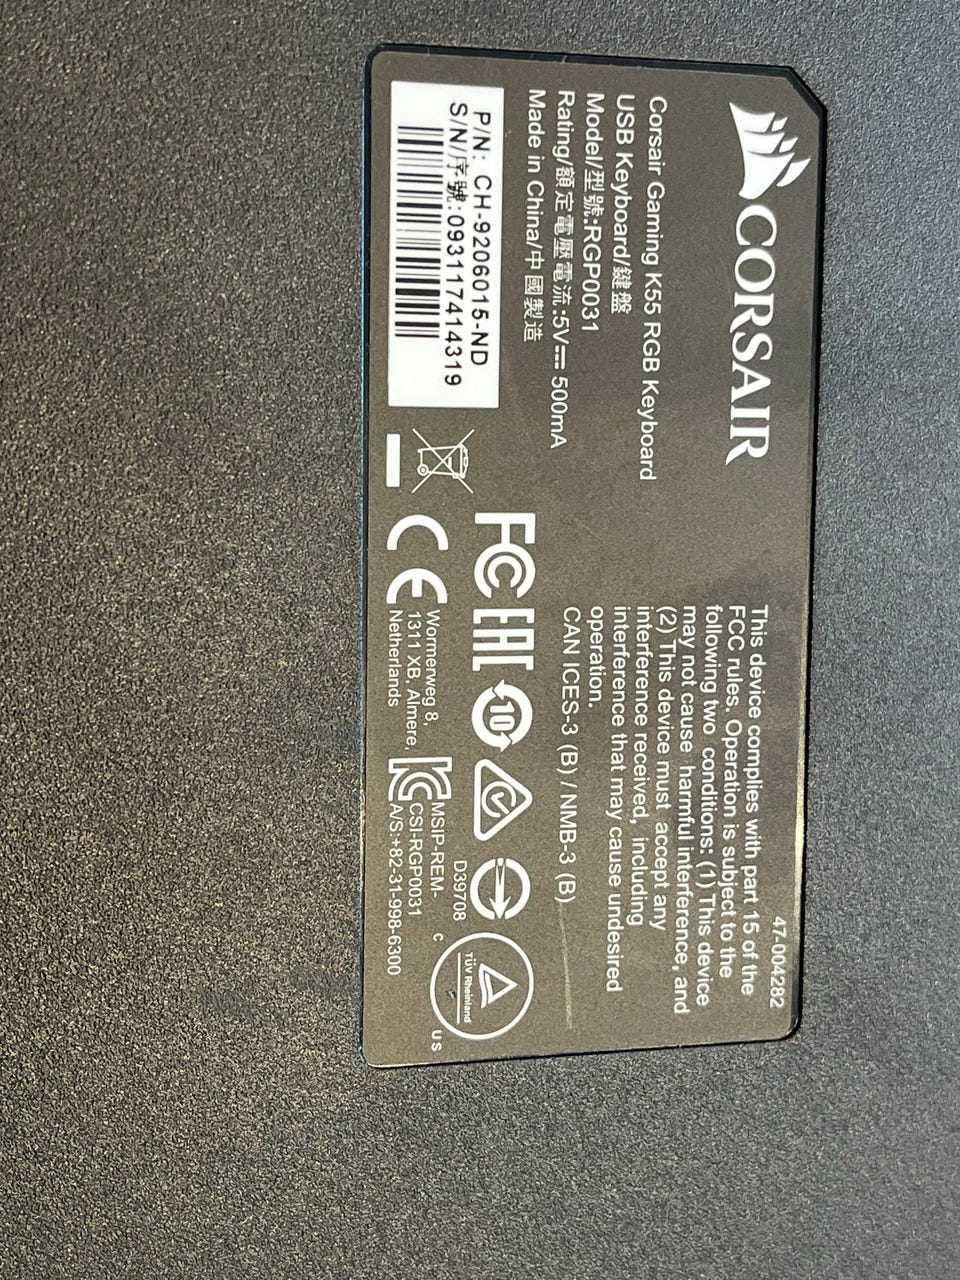 CORSAIR
Corsair Gaming K55 RGB Keyboard
USB Keyboard/鍵盤
Model/型號:RGP0031
Rating/額定電壓電流:5V⎓ 500mA
Made in China/中國製造
P/N: CH-9206015-ND
S/N/序號:093117414319
47-004282
This device complies with part 15 of the
FCC rules. Operation is subject to the
following two conditions: (1) This device
may not cause harmful interference, and
(2) This device must accept any
interference received, including
interference that may cause undesired
operation.
CAN ICES-3 (B) / NMB-3 (B)
FC EAC 10
CE
Wormerweg 8,
1311 XB, Almere,
Netherlands
D39708
MSIP-REM-
CSI-RGP0031
A/S:+82-31-998-6300
TÜV Rheinland
C US